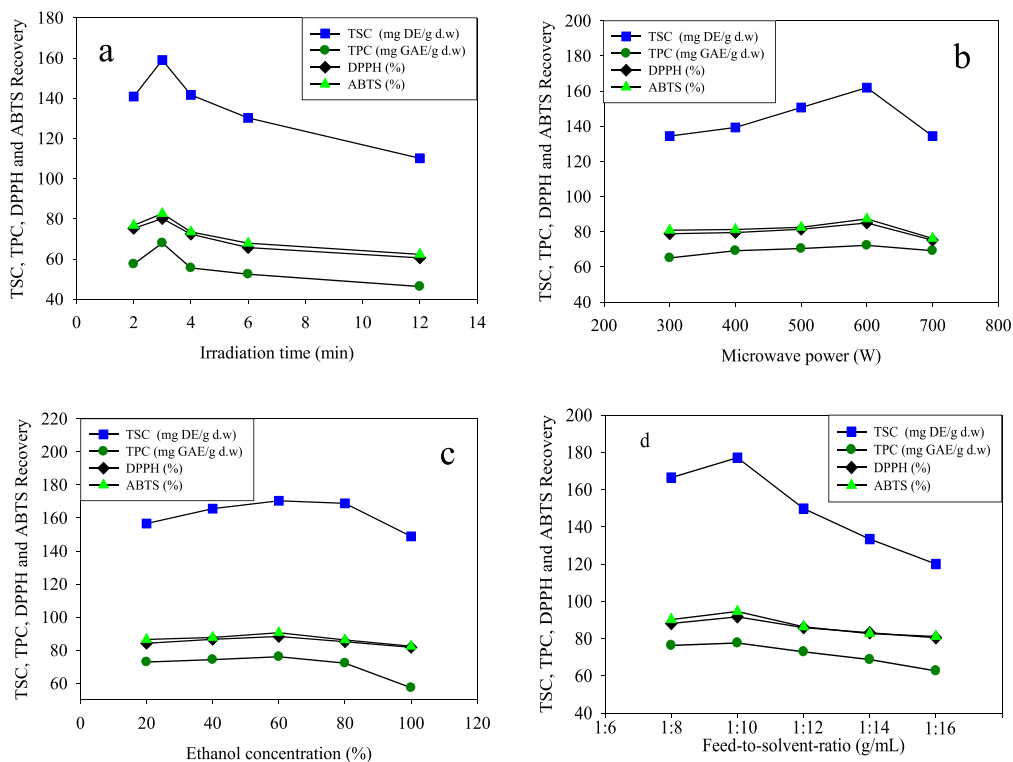 TSC, TPC, DPPH and ABTS Recovery
180
160
140
120
100
80
60
40
a
TSC (mg DE/g d.w)
TPC (mg GAE/g d.w)
DPPH (%)
ABTS (%)
0 2 4 6 8 10 12 14
Irradiation time (min)
TSC, TPC, DPPH and ABTS Recovery
200
180
160
140
120
100
80
60
40
TSC (mg DE/g d.w)
TPC (mg GAE/g d.w)
DPPH (%)
ABTS (%)
b
200 300 400 500 600 700 800
Microwave power (W)
TSC, TPC, DPPH and ABTS Recovery
220
200
180
160
140
120
100
80
60
TSC (mg DE/g d.w)
TPC (mg GAE/g d.w)
DPPH (%)
ABTS (%)
c
0 20 40 60 80 100 120
Ethanol concentration (%)
TSC, TPC, DPPH and ABTS Recovery
200
180
160
140
120
100
80
60
40
d
TSC (mg DE/g d.w)
TPC (mg GAE/g d.w)
DPPH (%)
ABTS (%)
1:6 1:8 1:10 1:12 1:14 1:16
Feed-to-solvent-ratio (g/mL)